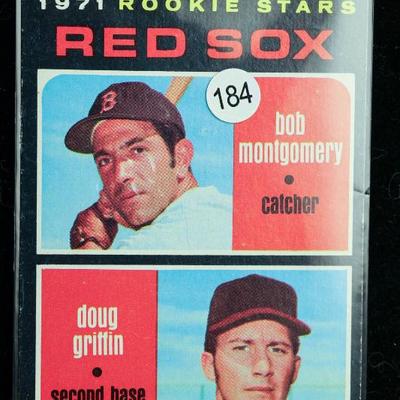 1971 ROOKIE STARS
RED SOX
184
B
bob
montgomery
catcher
doug
griffin
second base